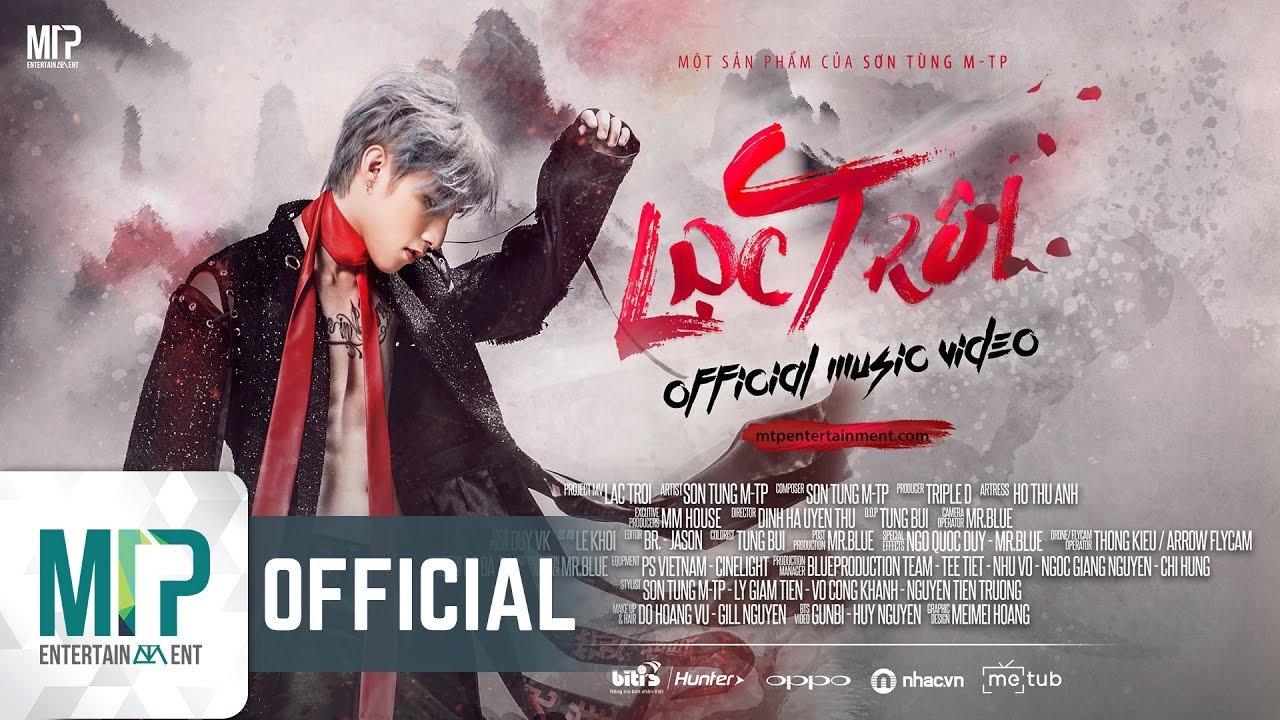 MTP
ENTERTAINMENT
MỘT SẢN PHẨM CỦA SƠN TÙNG M-TP
LẠC TRÔI
OFFICIAL MUSIC VIDEO
mtpentertainment.com
PROJECT MV LAC TROI ARTIST SON TUNG M-TP COMPOSER SON TUNG M-TP PRODUCER TRIPLE D ARTRESS HO THU ANH
EXCUTIVE PRODUCERS MM HOUSE DIRECTOR DINH HA UYEN THU D.O.P TUNG BUI CAMERA OPERATOR MR.BLUE
DUY VK 1ST AD LE KHOI EDITOR BR. - JASON COLORIST TUNG BUI POST PRODUCTION MR.BLUE SPECIAL EFFECTS NGO QUOC DUY - MR.BLUE DRONE/ FLYCAM OPERATOR THONG KIEU / ARROW FLYCAM
MR.BLUE EQUIPMENT PS VIETNAM - CINELIGHT PRODUCTION MANAGER BLUEPRODUCTION TEAM - TEE TIET - NHU VO - NGOC GIANG NGUYEN - CHI HUNG
STYLIST SON TUNG M-TP - LY GIAM TIEN - VO CONG KHANH - NGUYEN TIEN TRUONG
MAKE UP & HAIR DO HOANG VU - GILL NGUYEN BTS VIDEO GUNBI - HUY NGUYEN GRAPHIC DESIGN MEIMEI HOANG
MTP
ENTERTAINMENT
OFFICIAL
biti's Hunter oppo nhac.vn metub
Nâng niu bàn chân Việt